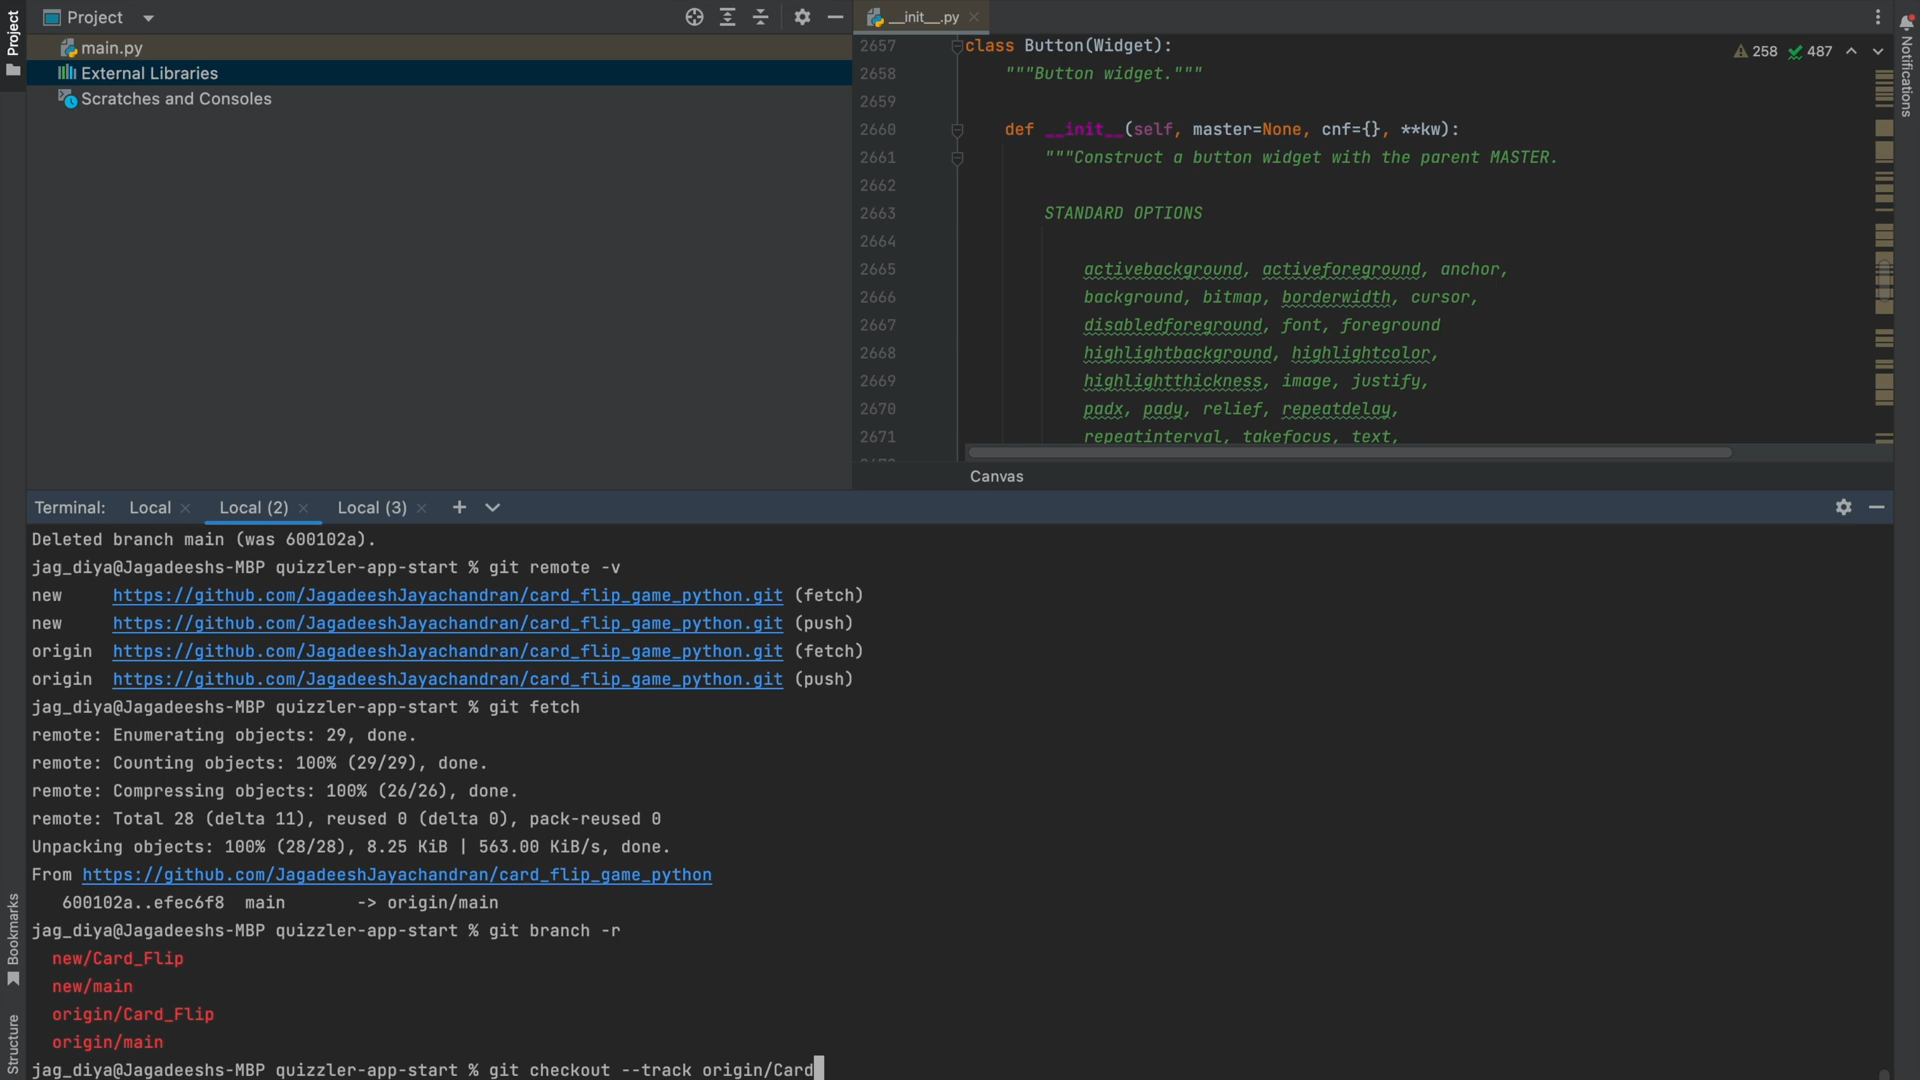 Project
Project
main.py
External Libraries
Scratches and Consoles
__init__.py
258 487
Notifications
2657 class Button(Widget):
2658 """Button widget."""
2659
2660 def __init__(self, master=None, cnf={}, **kw):
2661 """Construct a button widget with the parent MASTER.
2662
2663 STANDARD OPTIONS
2664
2665 activebackground, activeforeground, anchor,
2666 background, bitmap, borderwidth, cursor,
2667 disabledforeground, font, foreground
2668 highlightbackground, highlightcolor,
2669 highlightthickness, image, justify,
2670 padx, pady, relief, repeatdelay,
2671 repeatinterval, takefocus, text,
Canvas
Terminal: Local Local (2) Local (3)
Deleted branch main (was 600102a).
jag_diya@Jagadeeshs-MBP quizzler-app-start % git remote -v
new https://github.com/JagadeeshJayachandran/card_flip_game_python.git (fetch)
new https://github.com/JagadeeshJayachandran/card_flip_game_python.git (push)
origin https://github.com/JagadeeshJayachandran/card_flip_game_python.git (fetch)
origin https://github.com/JagadeeshJayachandran/card_flip_game_python.git (push)
jag_diya@Jagadeeshs-MBP quizzler-app-start % git fetch
remote: Enumerating objects: 29, done.
remote: Counting objects: 100% (29/29), done.
remote: Compressing objects: 100% (26/26), done.
remote: Total 28 (delta 11), reused 0 (delta 0), pack-reused 0
Unpacking objects: 100% (28/28), 8.25 KiB | 563.00 KiB/s, done.
From https://github.com/JagadeeshJayachandran/card_flip_game_python
600102a..efec6f8 main -> origin/main
jag_diya@Jagadeeshs-MBP quizzler-app-start % git branch -r
new/Card_Flip
new/main
origin/Card_Flip
origin/main
jag_diya@Jagadeeshs-MBP quizzler-app-start % git checkout --track origin/Card
Bookmarks
Structure